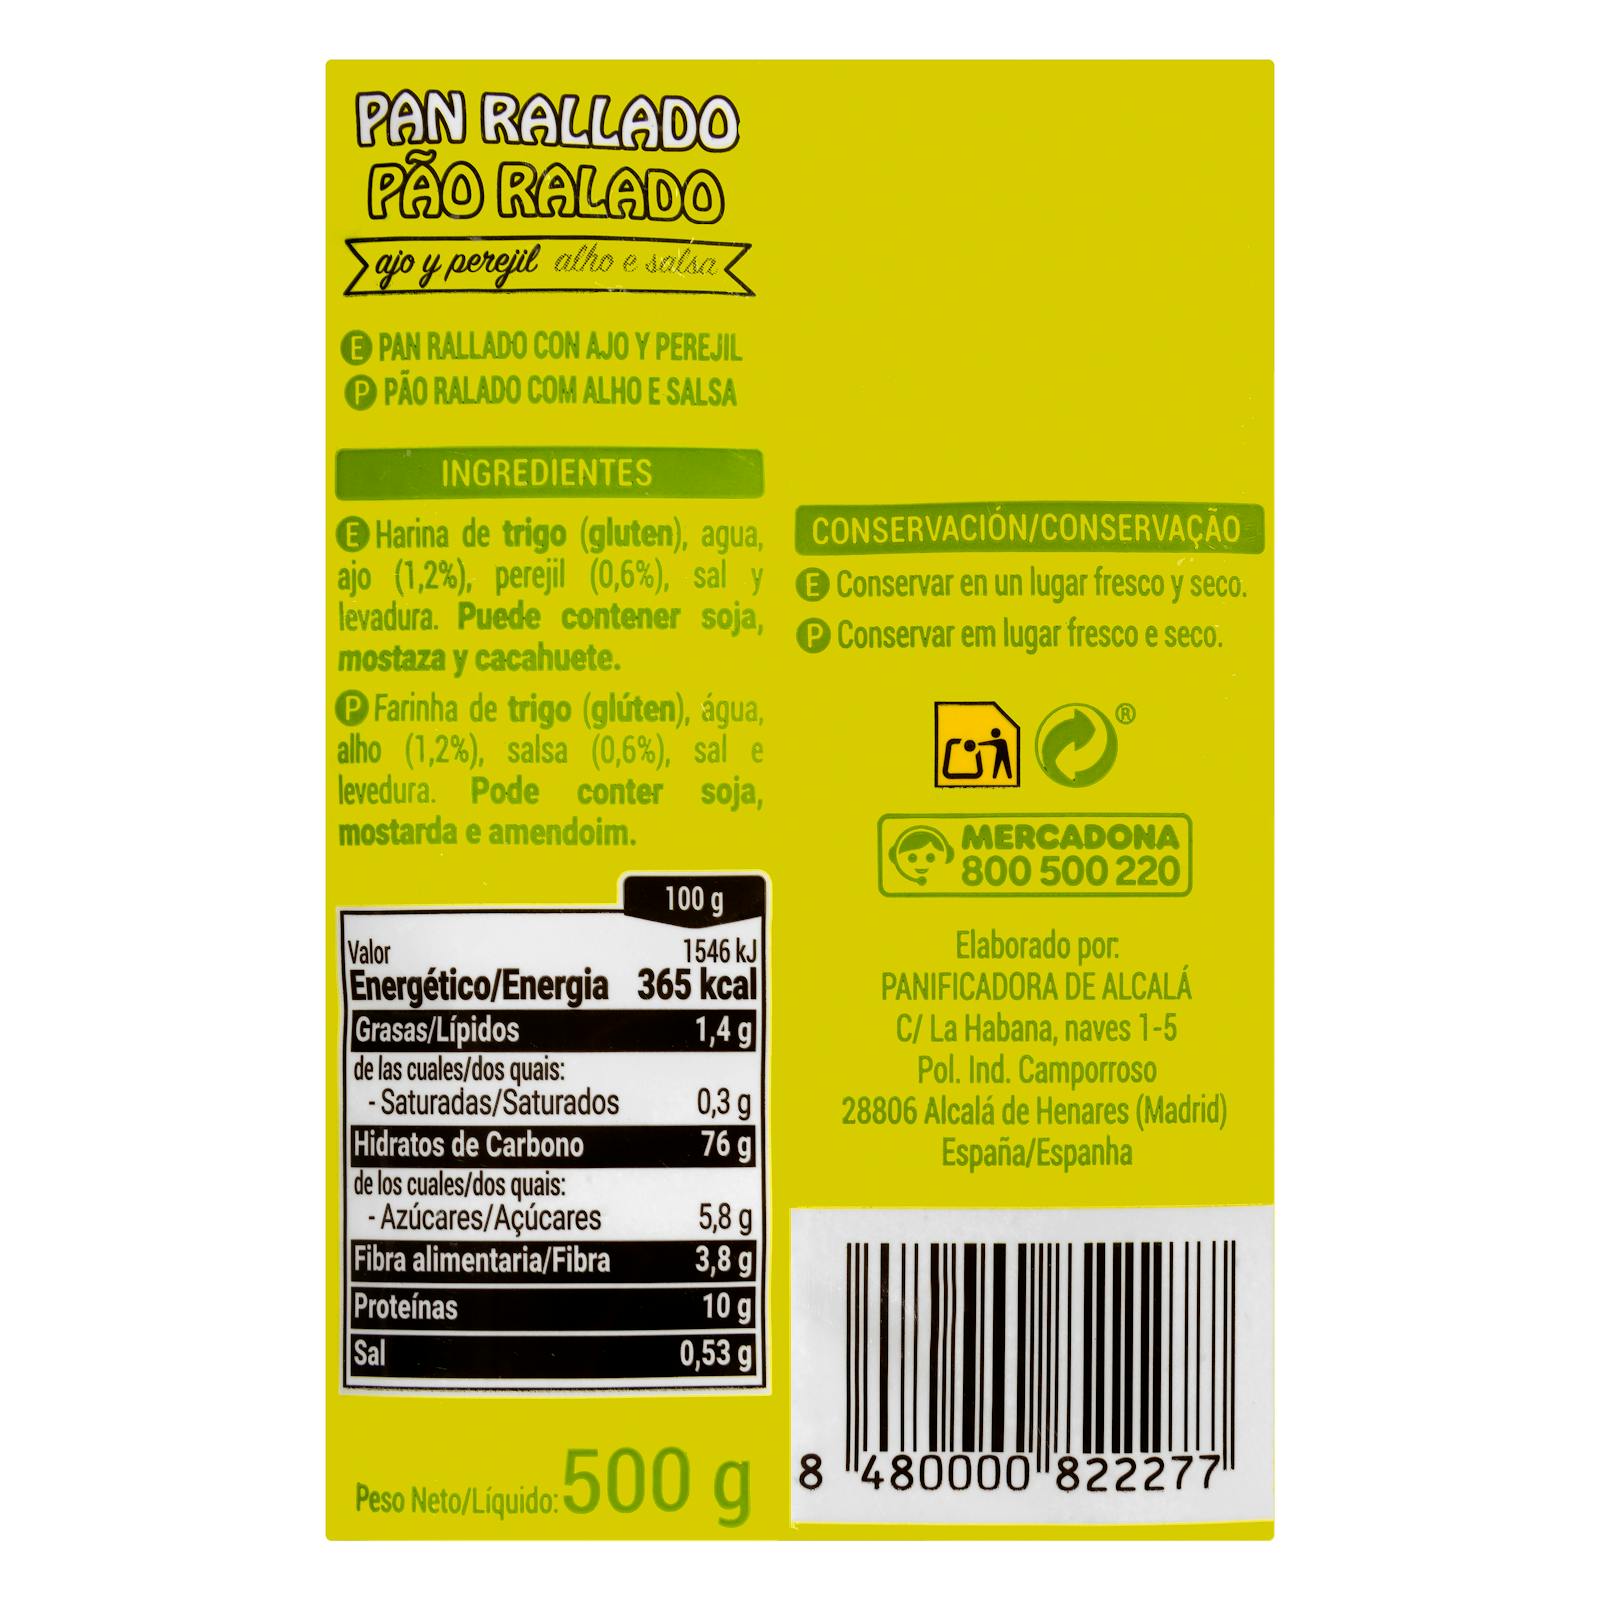 PAN RALLADO
PÃO RALADO
ajo y perejil alho e salsa
E PAN RALLADO CON AJO Y PEREJIL
P PÃO RALADO COM ALHO E SALSA
INGREDIENTES
E Harina de trigo (gluten), agua,
ajo (1,2%), perejil (0,6%), sal y
levadura. Puede contener soja,
mostaza y cacahuete.
P Farinha de trigo (glúten), água,
alho (1,2%), salsa (0,6%), sal e
levedura. Pode conter soja,
mostarda e amendoim.
100 g
Valor 1546 kJ
Energético/Energia 365 kcal
Grasas/Lípidos 1,4 g
de las cuales/dos quais:
- Saturadas/Saturados 0,3 g
Hidratos de Carbono 76 g
de los cuales/dos quais:
- Azúcares/Açúcares 5,8 g
Fibra alimentaria/Fibra 3,8 g
Proteínas 10 g
Sal 0,53 g
Peso Neto/Líquido: 500 g
CONSERVACIÓN/CONSERVAÇÃO
E Conservar en un lugar fresco y seco.
P Conservar em lugar fresco e seco.
®
MERCADONA
800 500 220
Elaborado por:
PANIFICADORA DE ALCALÁ
C/ La Habana, naves 1-5
Pol. Ind. Camporroso
28806 Alcalá de Henares (Madrid)
España/Espanha
8 480000 822277